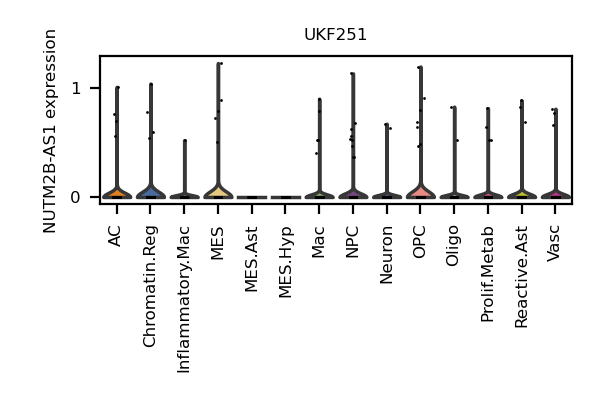 UKF251
NUTM2B-AS1 expression
1
0
AC
Chromatin.Reg
Inflammatory.Mac
MES
MES.Ast
MES.Hyp
Mac
NPC
Neuron
OPC
Oligo
Prolif.Metab
Reactive.Ast
Vasc